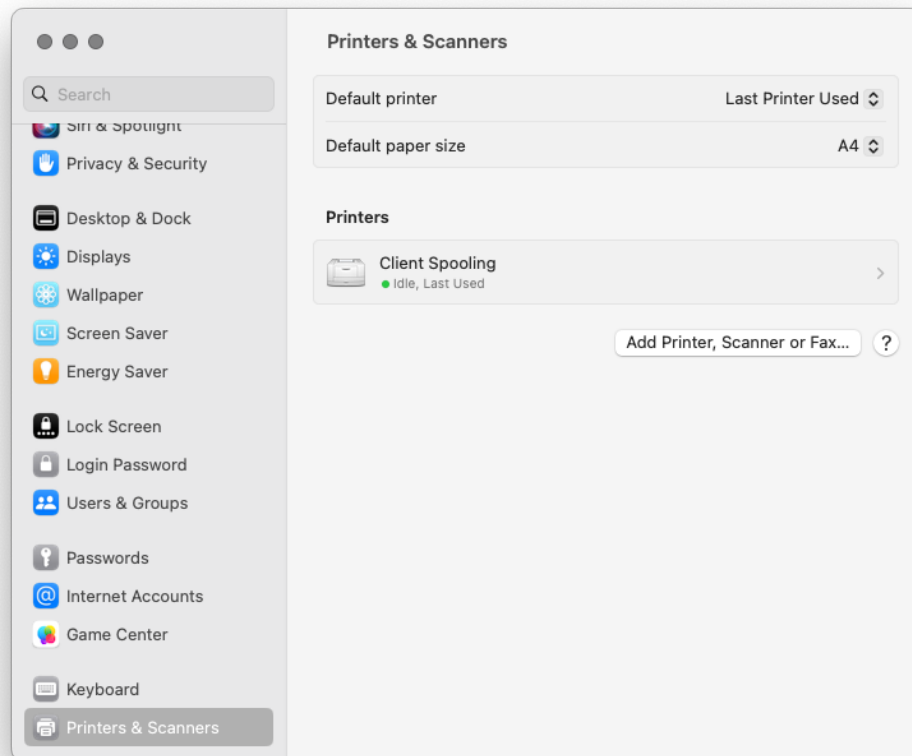 Search
Siri & Spotlight
Privacy & Security
Desktop & Dock
Displays
Wallpaper
Screen Saver
Energy Saver
Lock Screen
Login Password
Users & Groups
Passwords
Internet Accounts
Game Center
Keyboard
Printers & Scanners
Printers & Scanners
Default printer Last Printer Used
Default paper size A4
Printers
Client Spooling
Idle, Last Used
Add Printer, Scanner or Fax... ?